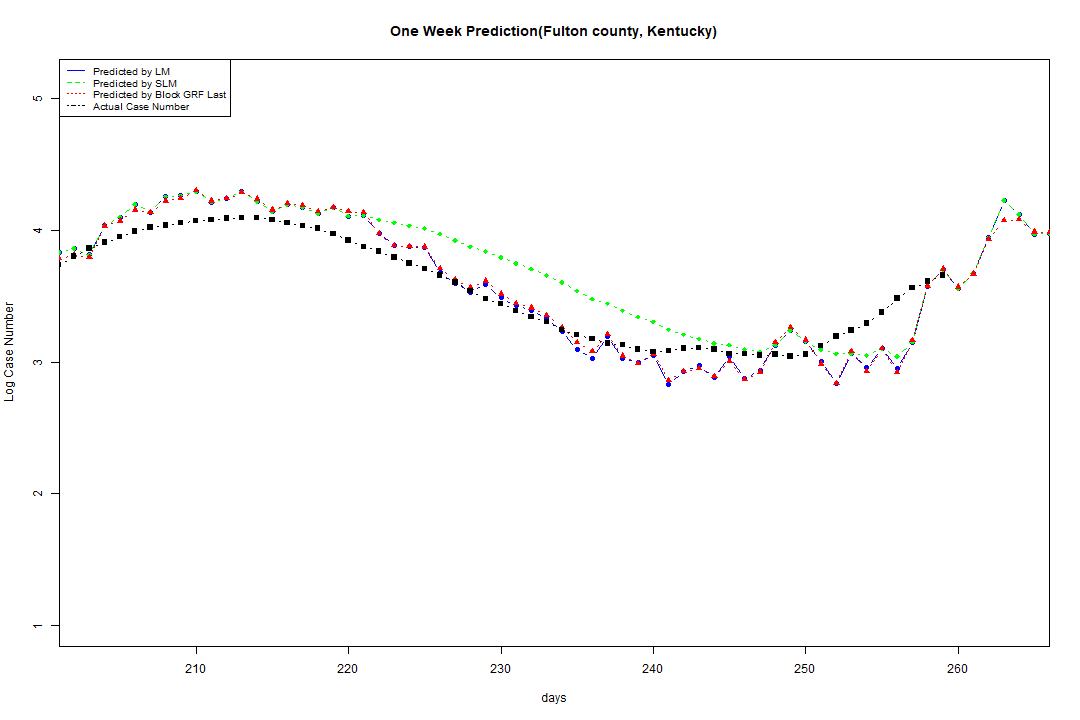 One Week Prediction(Fulton county, Kentucky)
Predicted by LM
Predicted by SLM
Predicted by Block GRF Last
Actual Case Number
5
4
3
2
1
Log Case Number
210 220 230 240 250 260
days